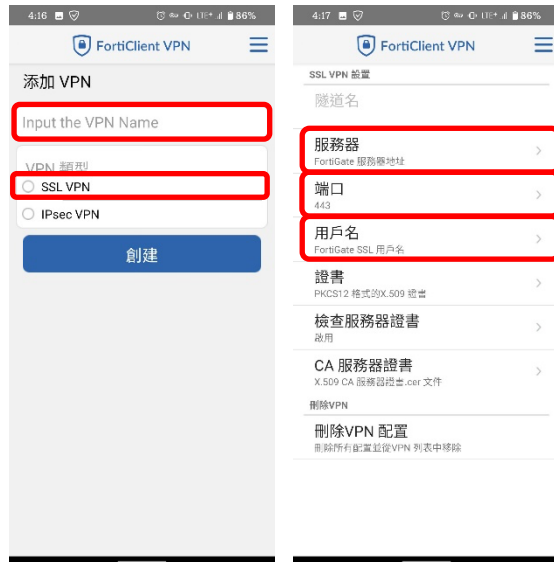 4:16
LTE+
86%
FortiClient VPN
添加 VPN
Input the VPN Name
VPN 類型
SSL VPN
IPsec VPN
創建
4:17
LTE+
86%
FortiClient VPN
SSL VPN 設置
隧道名
服務器
FortiGate 服務器地址
端口
443
用戶名
FortiGate SSL 用戶名
證書
PKCS12 格式的X.509 證書
檢查服務器證書
啟用
CA 服務器證書
X.509 CA 服務器證書.cer 文件
刪除VPN
刪除VPN 配置
刪除所有配置並從VPN 列表中移除